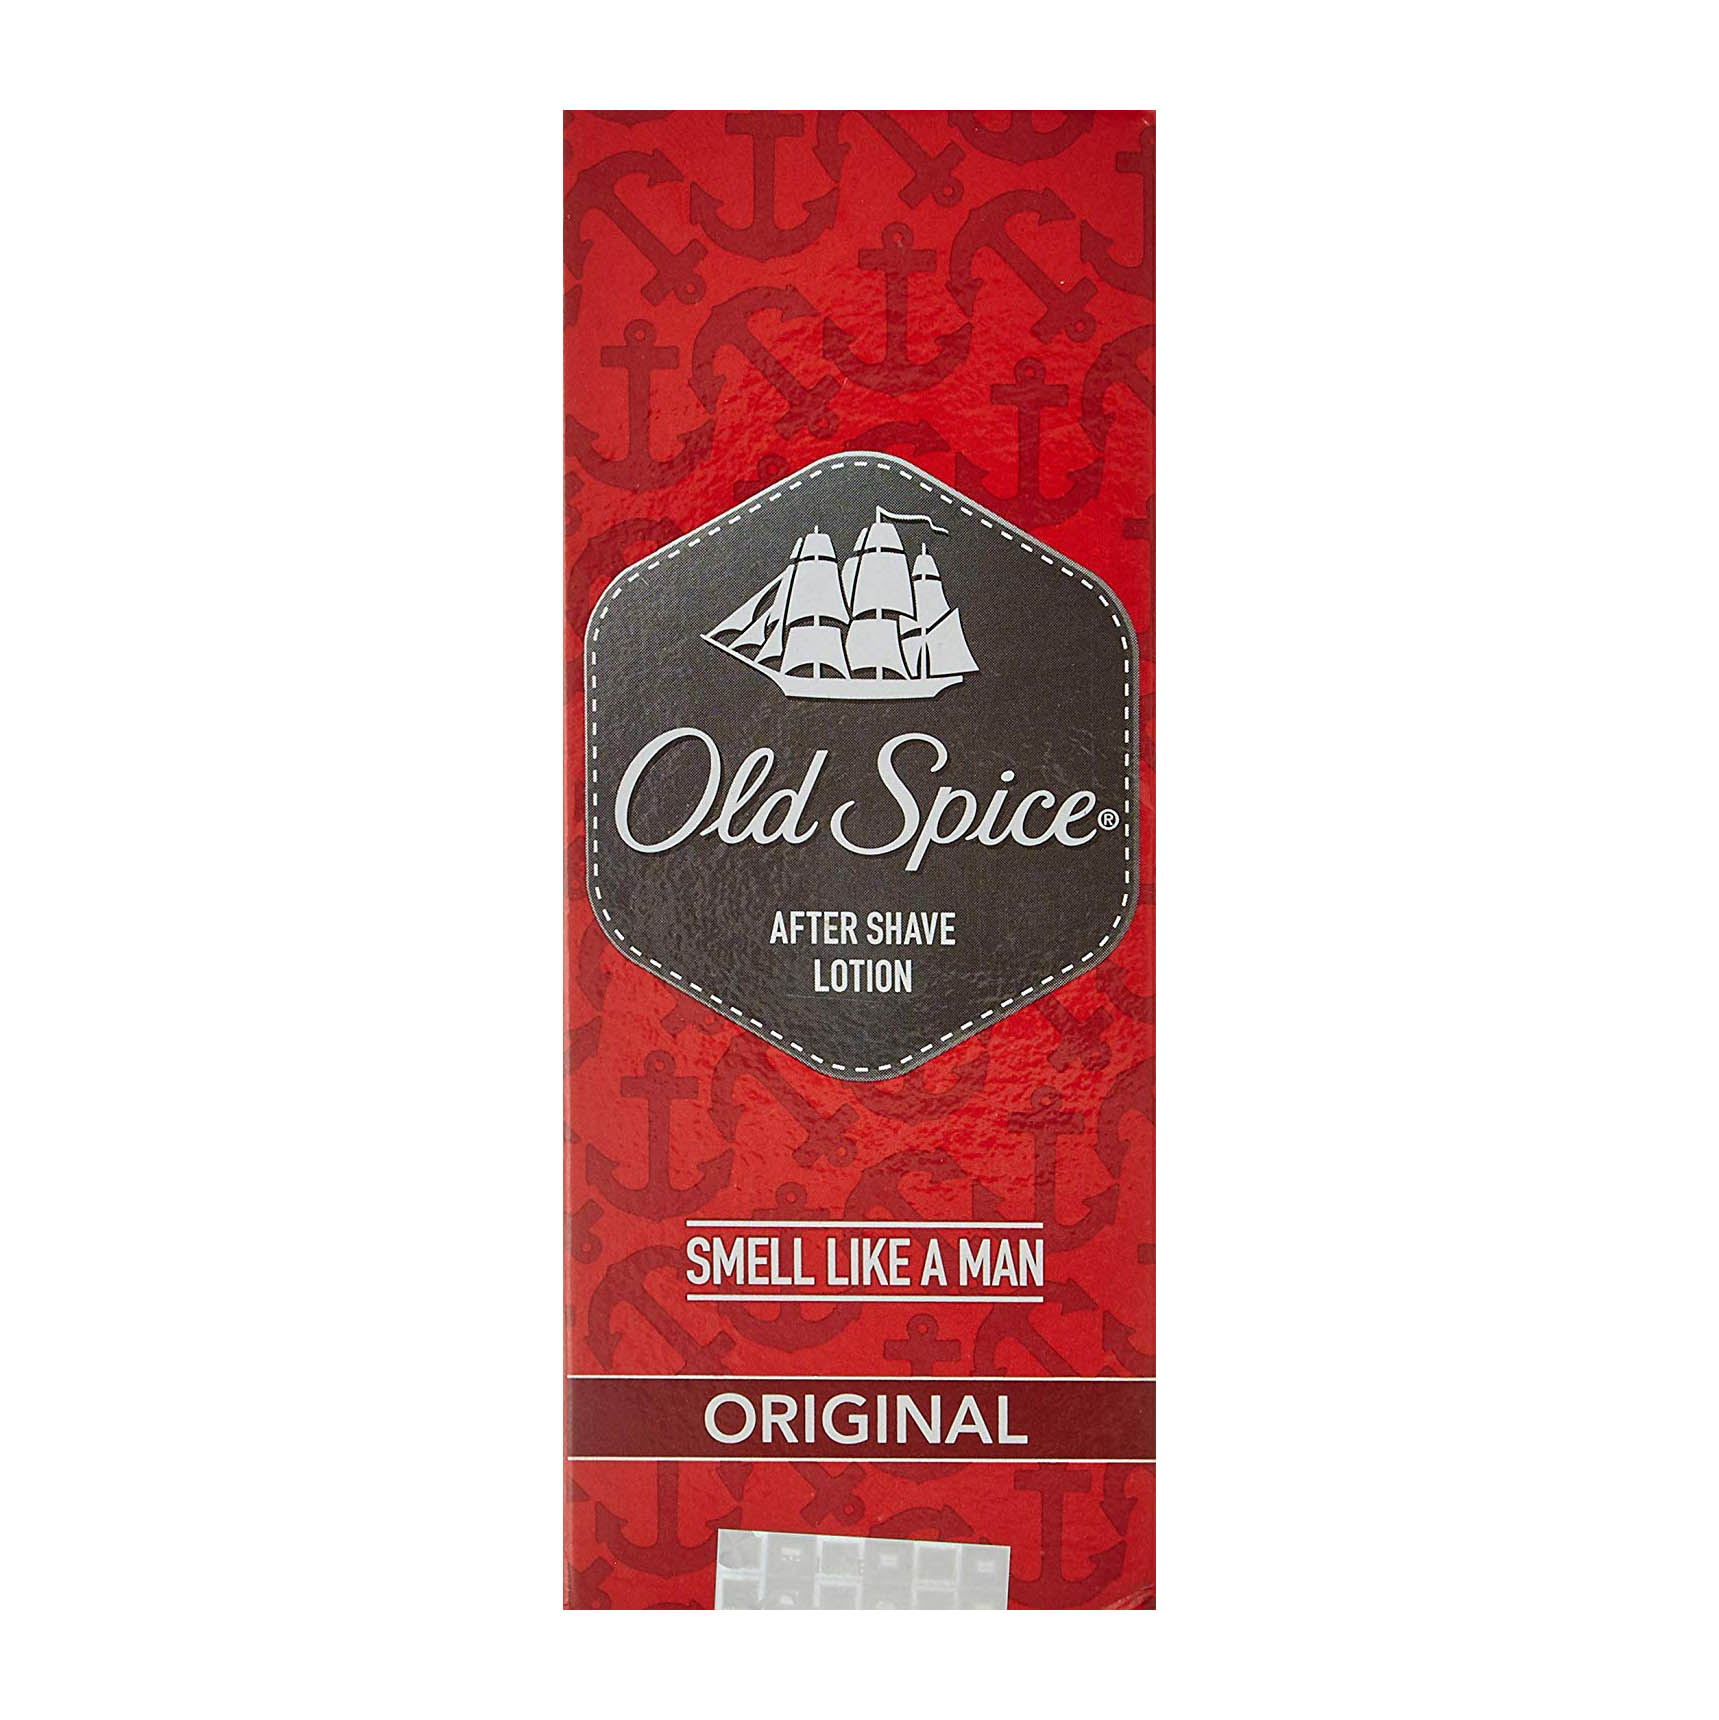 Old Spice®
AFTER SHAVE
LOTION
SMELL LIKE A MAN
ORIGINAL